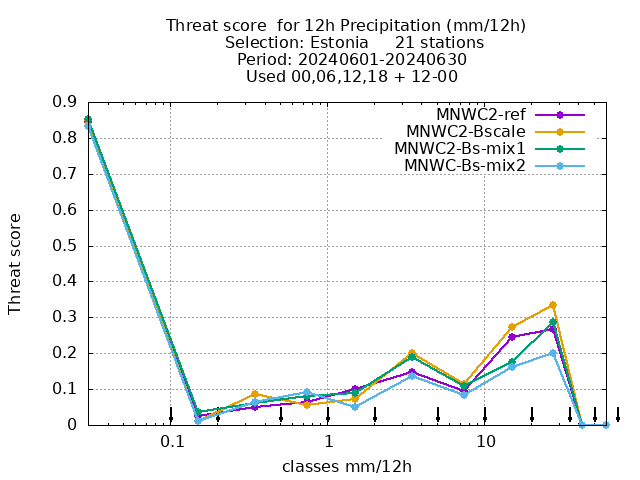 Threat score  for 12h Precipitation (mm/12h)
Selection: Estonia     21 stations
Period: 20240601-20240630
Used 00,06,12,18 + 12-00
MNWC2-ref
MNWC2-Bscale
MNWC2-Bs-mix1
MNWC-Bs-mix2
Threat score
0.9
0.8
0.7
0.6
0.5
0.4
0.3
0.2
0.1
0
0.1 1 10
classes mm/12h